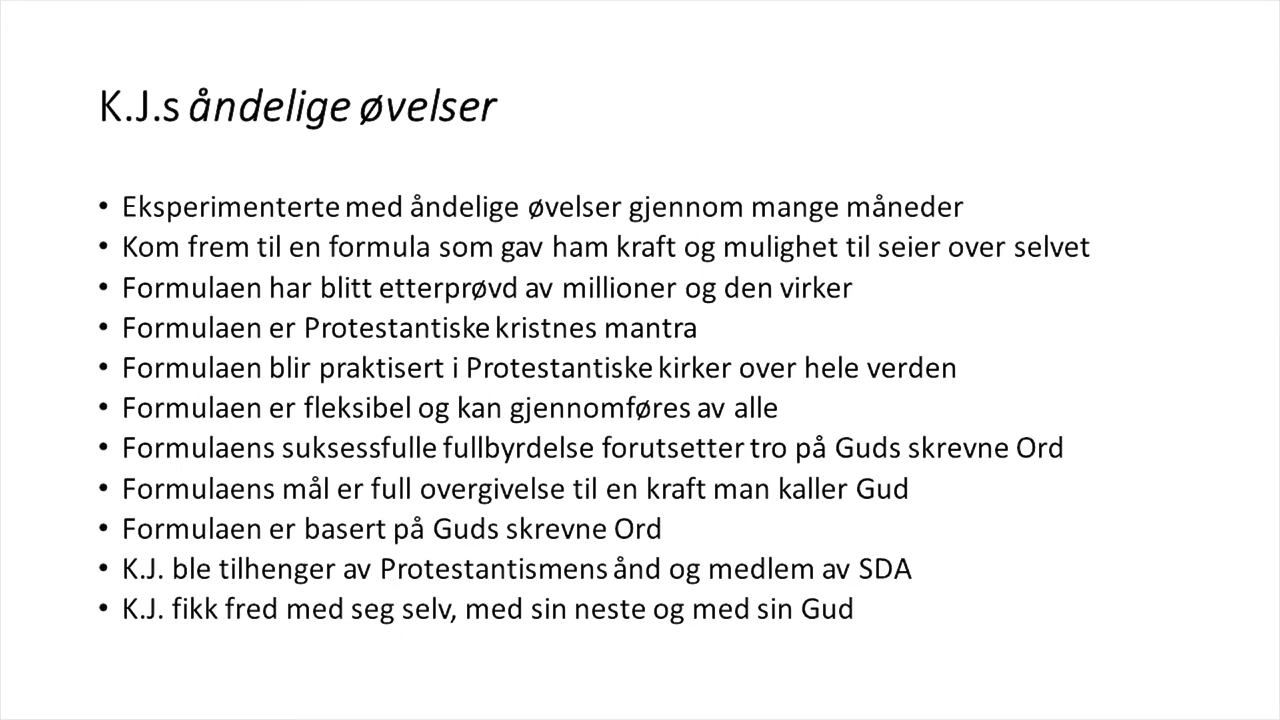 K.J.s åndelige øvelser
• Eksperimenterte med åndelige øvelser gjennom mange måneder
• Kom frem til en formula som gav ham kraft og mulighet til seier over selvet
• Formulaen har blitt etterprøvd av millioner og den virker
• Formulaen er Protestantiske kristnes mantra
• Formulaen blir praktisert i Protestantiske kirker over hele verden
• Formulaen er fleksibel og kan gjennomføres av alle
• Formulaens suksessfulle fullbyrdelse forutsetter tro på Guds skrevne Ord
• Formulaens mål er full overgivelse til en kraft man kaller Gud
• Formulaen er basert på Guds skrevne Ord
• K.J. ble tilhenger av Protestantismens ånd og medlem av SDA
• K.J. fikk fred med seg selv, med sin neste og med sin Gud